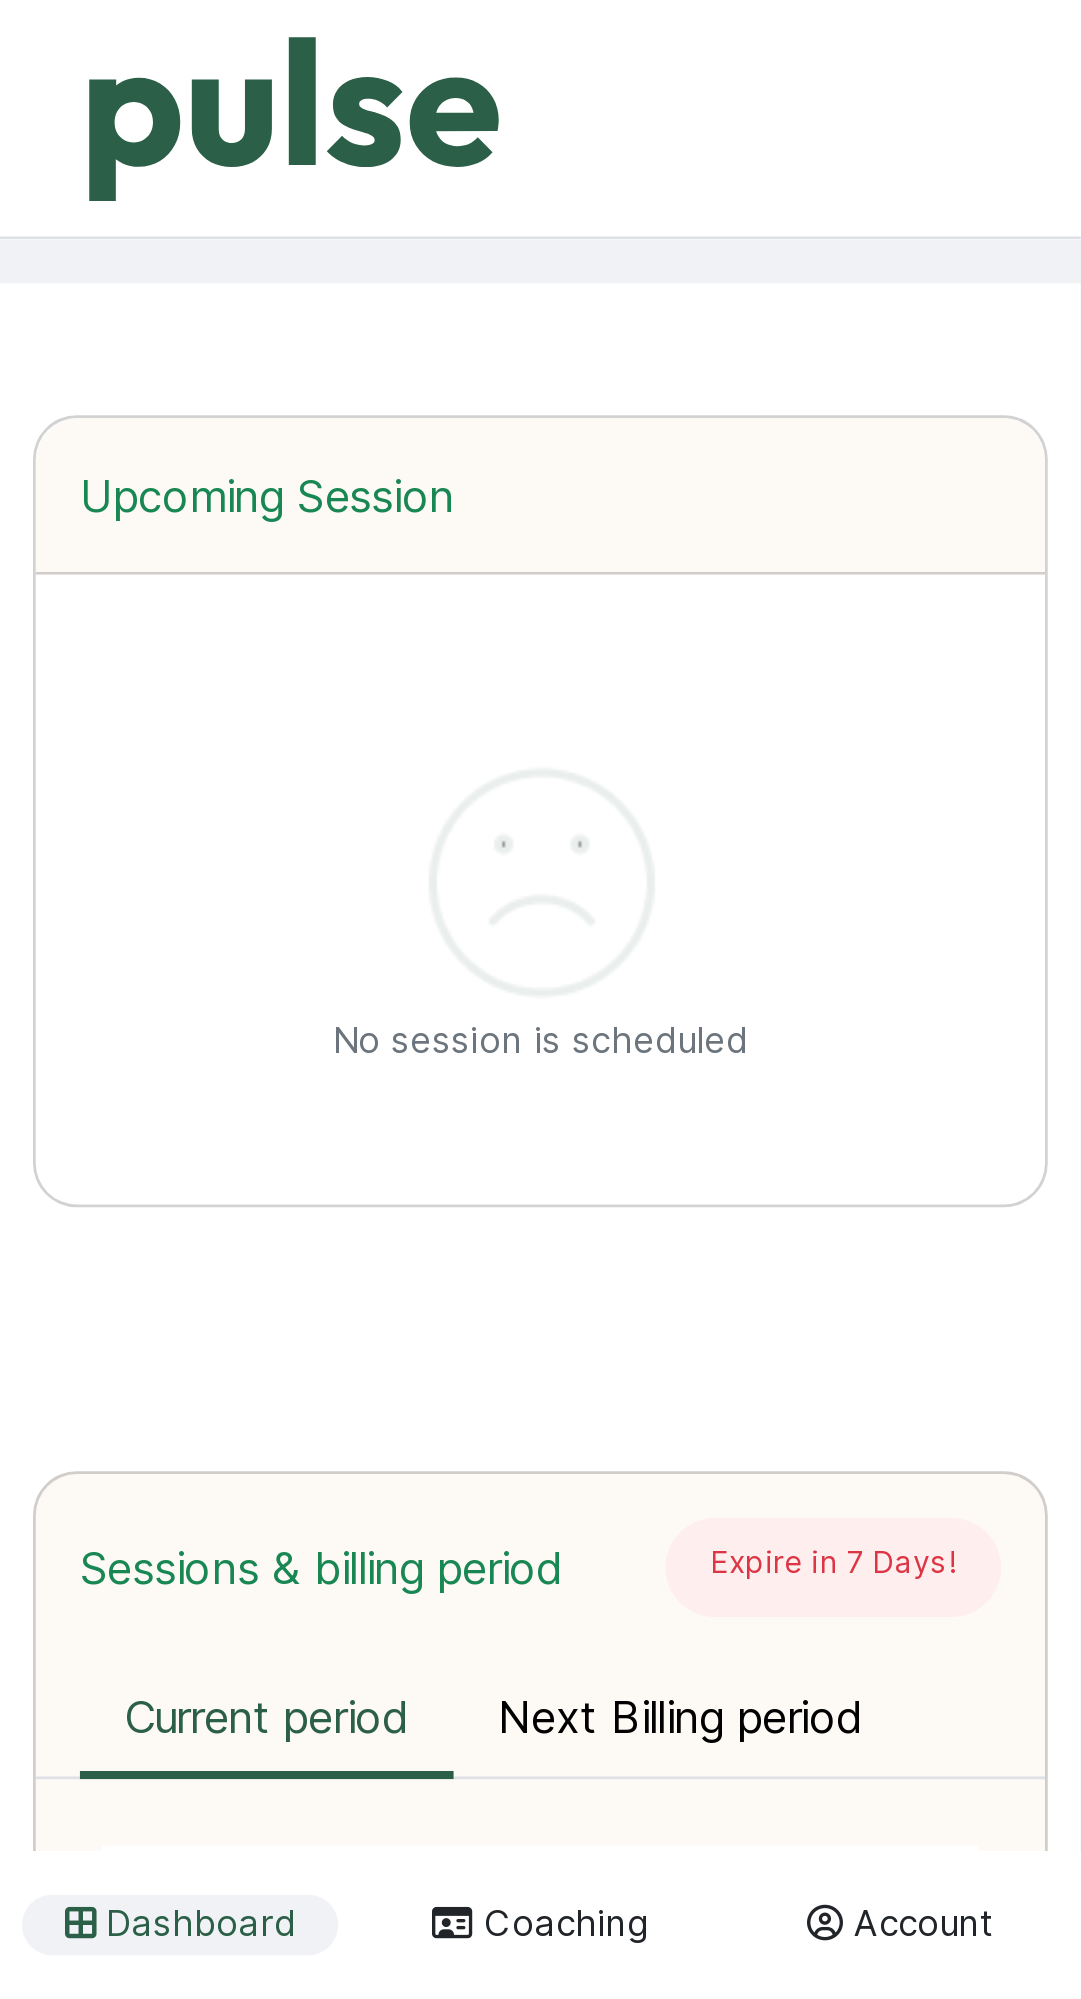 pulse
Upcoming Session
No session is scheduled
Sessions & billing period
Expire in 7 Days!
Current period
Next Billing period
Dashboard
Coaching
Account